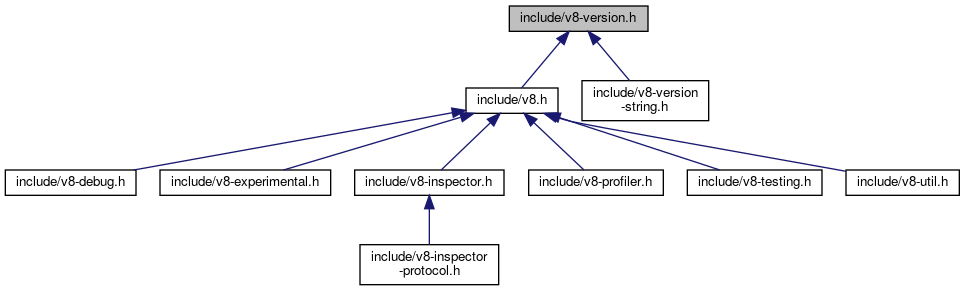 include/v8-version.h
include/v8.h
include/v8-version
-string.h
include/v8-debug.h
include/v8-experimental.h
include/v8-inspector.h
include/v8-profiler.h
include/v8-testing.h
include/v8-util.h
include/v8-inspector
-protocol.h